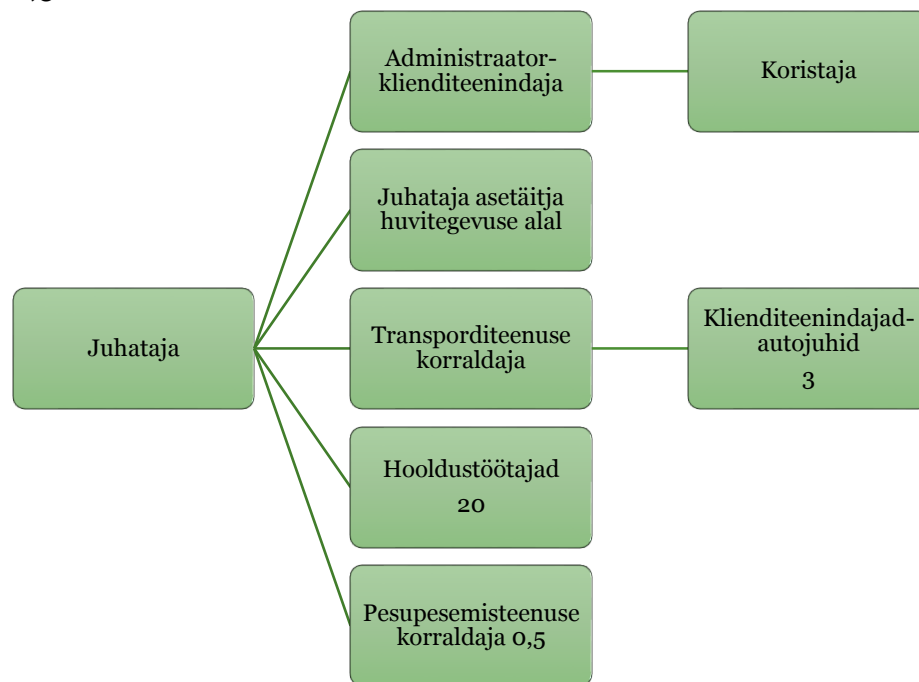 Administraator-
klienditeenindaja
Koristaja
Juhataja asetäitja
huvitegevuse alal
Juhataja
Transporditeenuse
korraldaja
Klienditeenindajad-
autojuhid
3
Hooldustöötajad
20
Pesupesemisteenuse
korraldaja 0,5